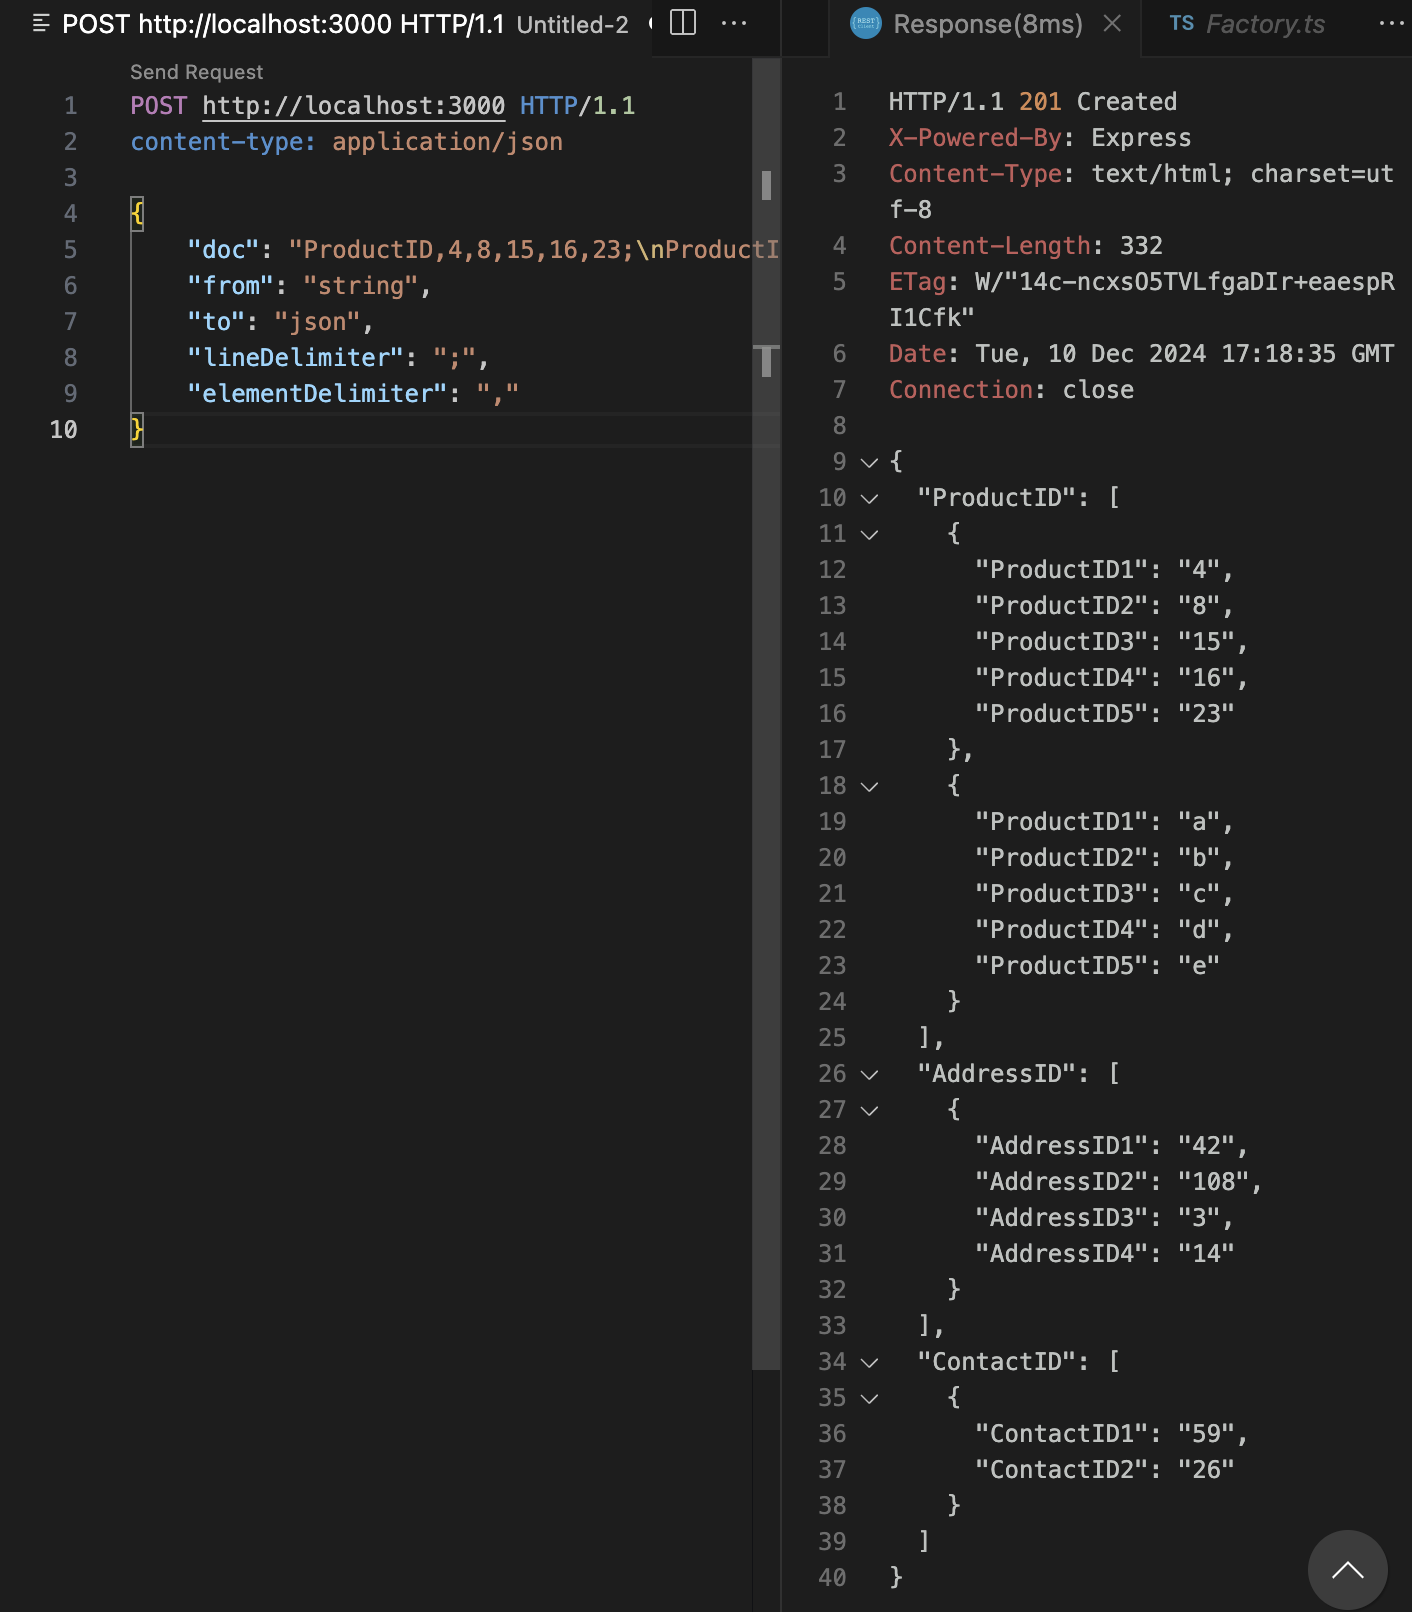 POST http://localhost:3000 HTTP/1.1 Untitled-2
Send Request
1 POST http://localhost:3000 HTTP/1.1
2 content-type: application/json
3
4 {
5 "doc": "ProductID,4,8,15,16,23;\nProductI
6 "from": "string",
7 "to": "json",
8 "lineDelimiter": ";",
9 "elementDelimiter": ","
10 }
Response(8ms) TS Factory.ts
1 HTTP/1.1 201 Created
2 X-Powered-By: Express
3 Content-Type: text/html; charset=ut
f-8
4 Content-Length: 332
5 ETag: W/"14c-ncxsO5TVLfgaDIr+eaespR
I1Cfk"
6 Date: Tue, 10 Dec 2024 17:18:35 GMT
7 Connection: close
8
9 {
10 "ProductID": [
11 {
12 "ProductID1": "4",
13 "ProductID2": "8",
14 "ProductID3": "15",
15 "ProductID4": "16",
16 "ProductID5": "23"
17 },
18 {
19 "ProductID1": "a",
20 "ProductID2": "b",
21 "ProductID3": "c",
22 "ProductID4": "d",
23 "ProductID5": "e"
24 }
25 ],
26 "AddressID": [
27 {
28 "AddressID1": "42",
29 "AddressID2": "108",
30 "AddressID3": "3",
31 "AddressID4": "14"
32 }
33 ],
34 "ContactID": [
35 {
36 "ContactID1": "59",
37 "ContactID2": "26"
38 }
39 ]
40 }